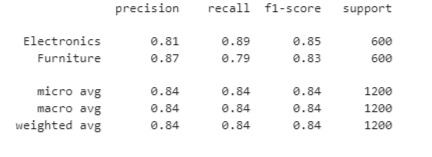 precision recall f1-score support
Electronics 0.81 0.89 0.85 600
Furniture 0.87 0.79 0.83 600
micro avg 0.84 0.84 0.84 1200
macro avg 0.84 0.84 0.84 1200
weighted avg 0.84 0.84 0.84 1200